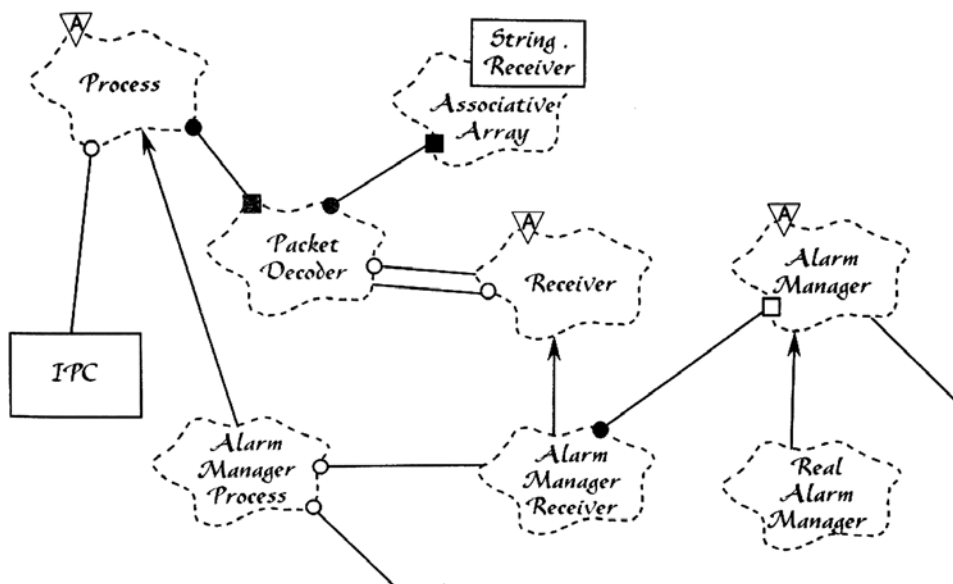 A
Process
String .
Receiver
Associative
Array
Packet
Decoder
A
Receiver
A
Alarm
Manager
IPC
Alarm
Manager
Process
Alarm
Manager
Receiver
Real
Alarm
Manager